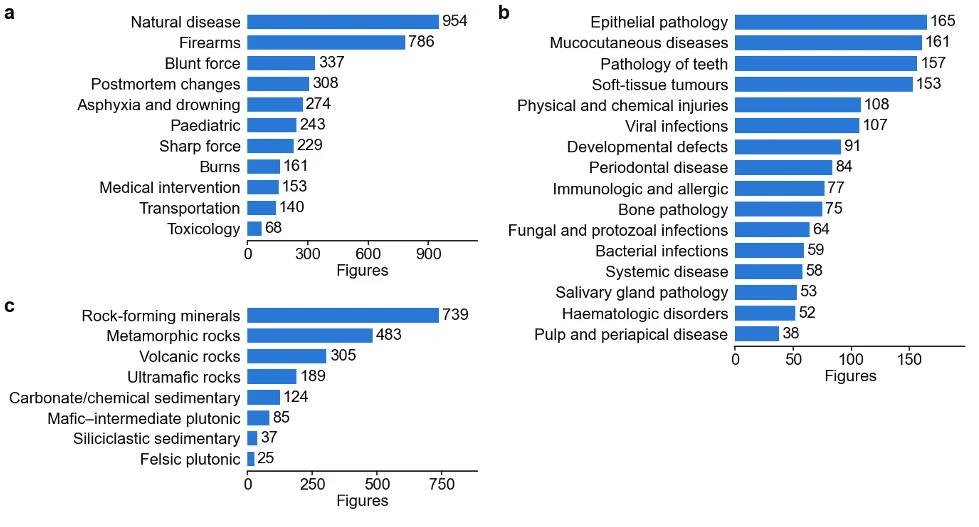 a
Natural disease 954
Firearms 786
Blunt force 337
Postmortem changes 308
Asphyxia and drowning 274
Paediatric 243
Sharp force 229
Burns 161
Medical intervention 153
Transportation 140
Toxicology 68
0 300 600 900
Figures
b
Epithelial pathology 165
Mucocutaneous diseases 161
Pathology of teeth 157
Soft-tissue tumours 153
Physical and chemical injuries 108
Viral infections 107
Developmental defects 91
Periodontal disease 84
Immunologic and allergic 77
Bone pathology 75
Fungal and protozoal infections 64
Bacterial infections 59
Systemic disease 58
Salivary gland pathology 53
Haematologic disorders 52
Pulp and periapical disease 38
0 50 100 150
Figures
c
Rock-forming minerals 739
Metamorphic rocks 483
Volcanic rocks 305
Ultramafic rocks 189
Carbonate/chemical sedimentary 124
Mafic–intermediate plutonic 85
Siliciclastic sedimentary 37
Felsic plutonic 25
0 250 500 750
Figures